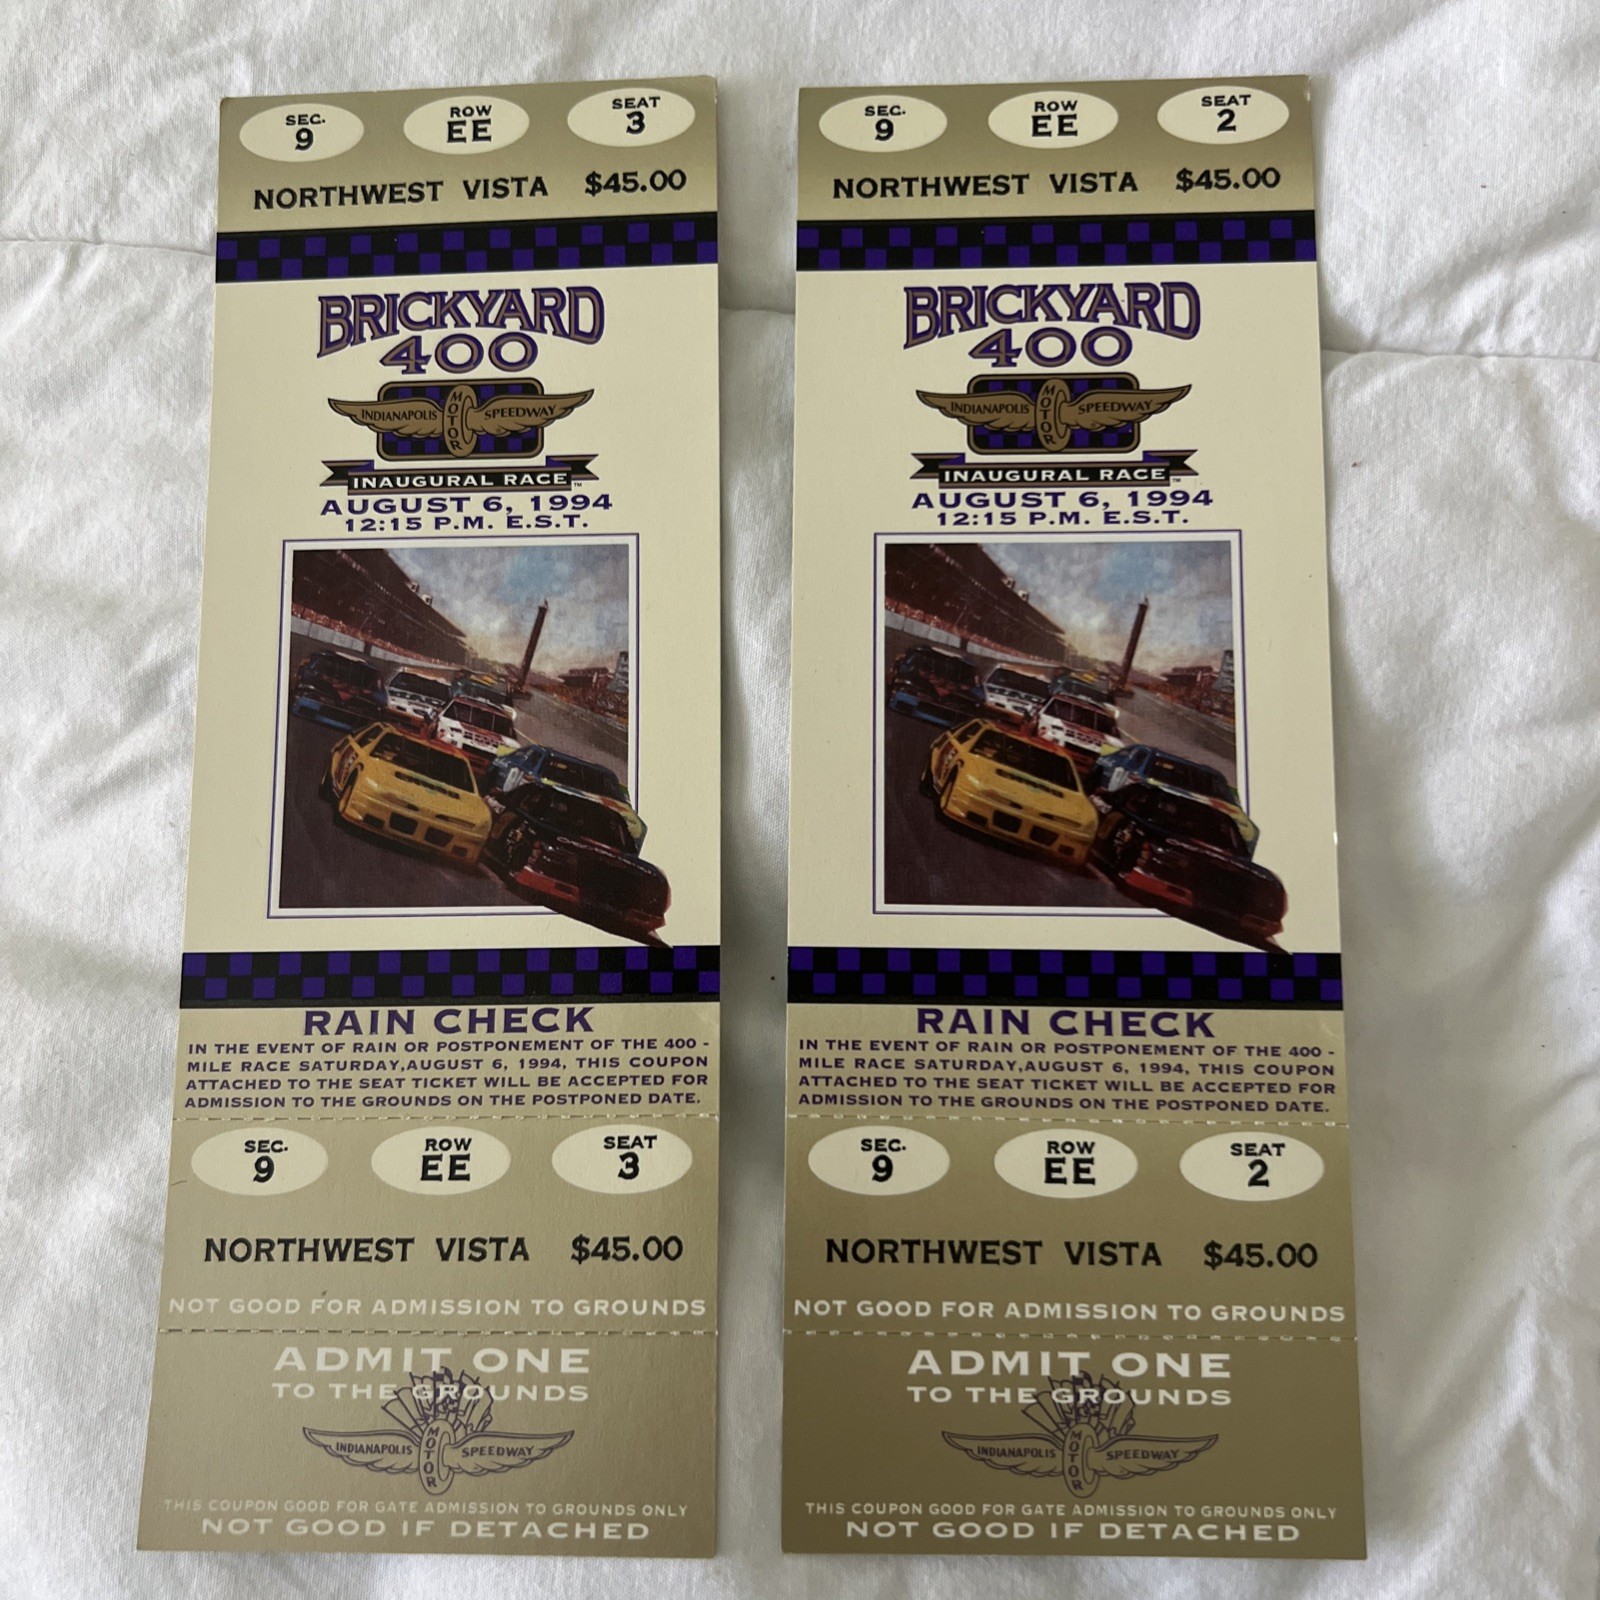 SEC. 9 ROW EE SEAT 3
NORTHWEST VISTA $45.00
BRICKYARD
400
INDIANAPOLIS MOTOR SPEEDWAY
INAUGURAL RACE™
AUGUST 6, 1994
12:15 P.M. E.S.T.
RAIN CHECK
IN THE EVENT OF RAIN OR POSTPONEMENT OF THE 400 -
MILE RACE SATURDAY,AUGUST 6, 1994, THIS COUPON
ATTACHED TO THE SEAT TICKET WILL BE ACCEPTED FOR
ADMISSION TO THE GROUNDS ON THE POSTPONED DATE.
SEC. 9 ROW EE SEAT 3
NORTHWEST VISTA $45.00
NOT GOOD FOR ADMISSION TO GROUNDS
ADMIT ONE
TO THE GROUNDS
INDIANAPOLIS MOTOR SPEEDWAY
THIS COUPON GOOD FOR GATE ADMISSION TO GROUNDS ONLY
NOT GOOD IF DETACHED
SEC. 9 ROW EE SEAT 2
NORTHWEST VISTA $45.00
BRICKYARD
400
INDIANAPOLIS MOTOR SPEEDWAY
INAUGURAL RACE™
AUGUST 6, 1994
12:15 P.M. E.S.T.
RAIN CHECK
IN THE EVENT OF RAIN OR POSTPONEMENT OF THE 400 -
MILE RACE SATURDAY,AUGUST 6, 1994, THIS COUPON
ATTACHED TO THE SEAT TICKET WILL BE ACCEPTED FOR
ADMISSION TO THE GROUNDS ON THE POSTPONED DATE.
SEC. 9 ROW EE SEAT 2
NORTHWEST VISTA $45.00
NOT GOOD FOR ADMISSION TO GROUNDS
ADMIT ONE
TO THE GROUNDS
INDIANAPOLIS MOTOR SPEEDWAY
THIS COUPON GOOD FOR GATE ADMISSION TO GROUNDS ONLY
NOT GOOD IF DETACHED